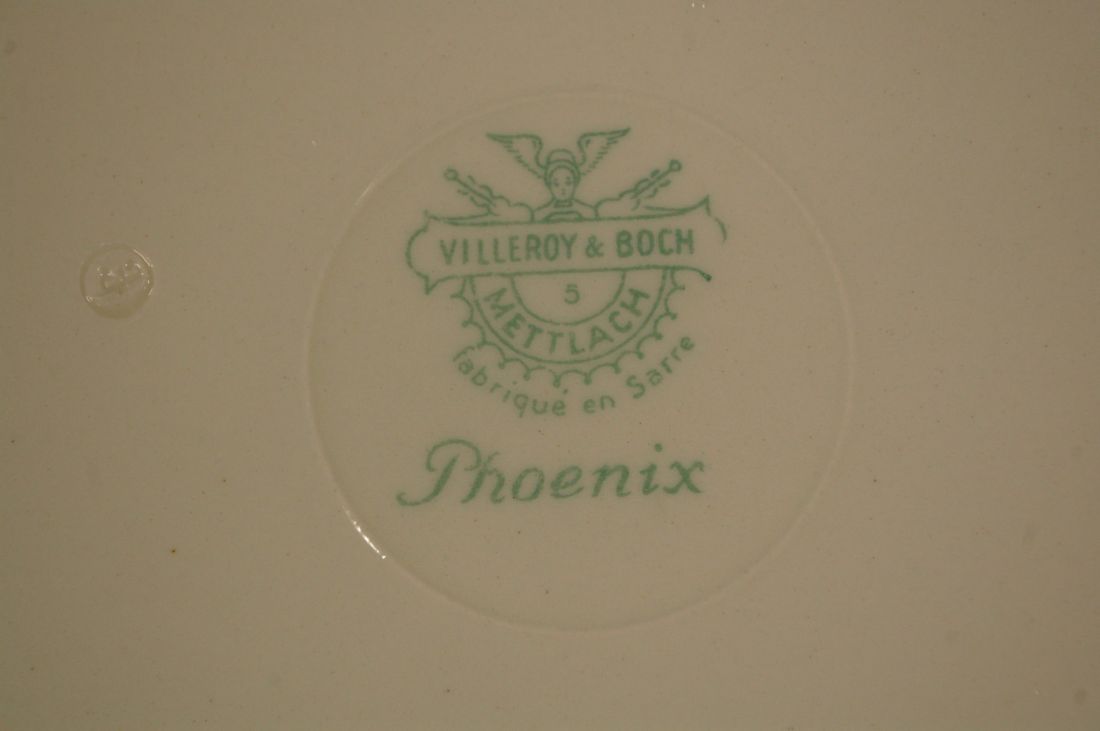 VILLEROY & BOCH
5
METTLACH
fabriqué en Sarre
Phoenix